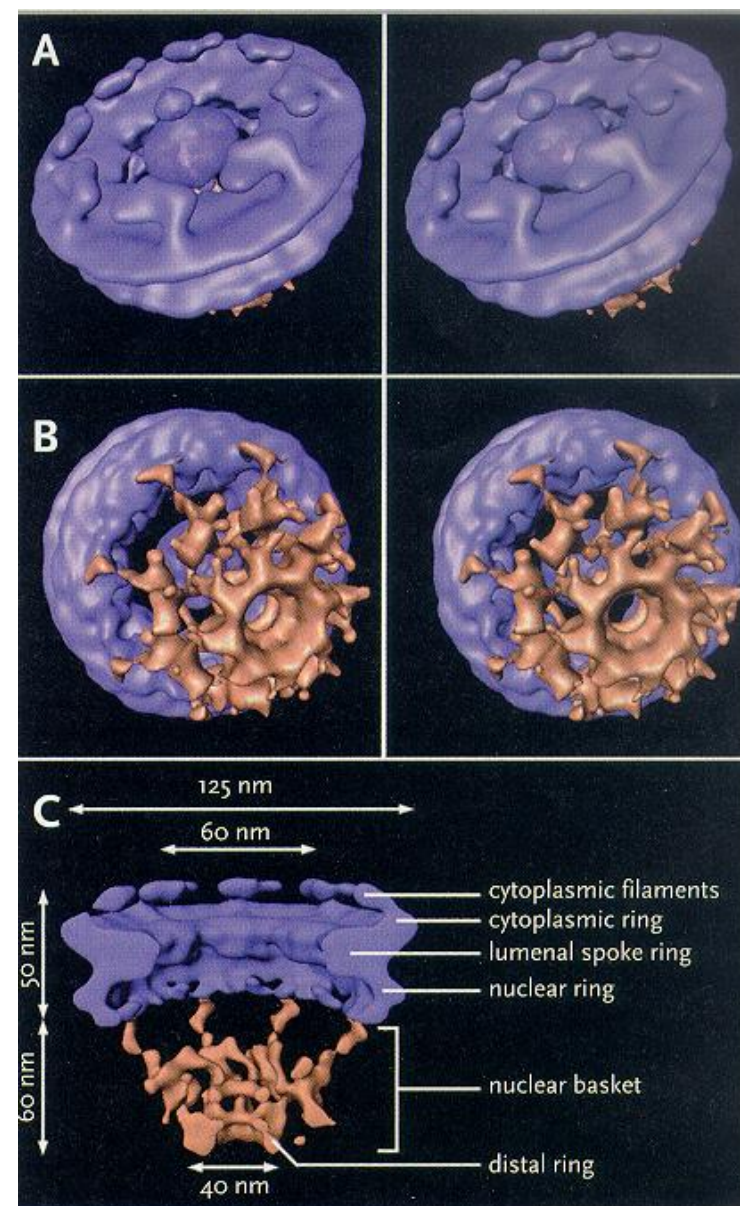 A
B
C
125 nm
60 nm
cytoplasmic filaments
cytoplasmic ring
lumenal spoke ring
nuclear ring
50 nm
60 nm
nuclear basket
distal ring
40 nm